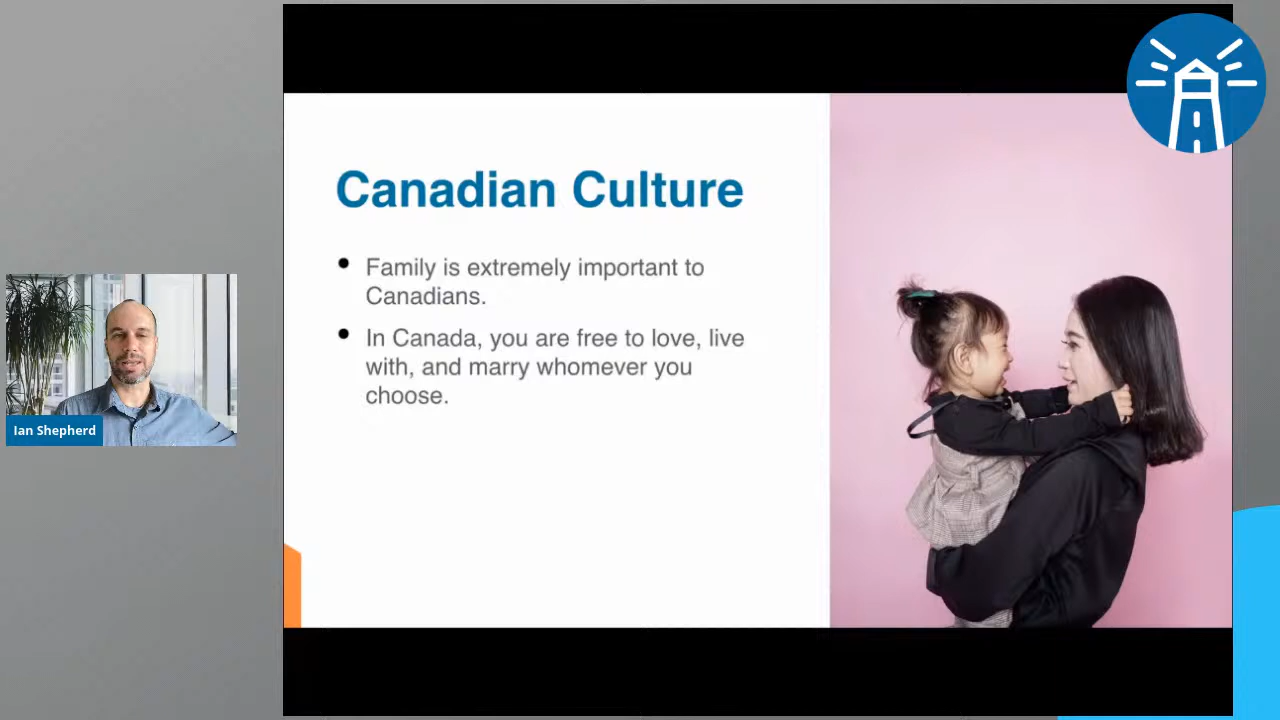 Canadian Culture
Family is extremely important to
Canadians.
In Canada, you are free to love, live
with, and marry whomever you
choose.
Ian Shepherd